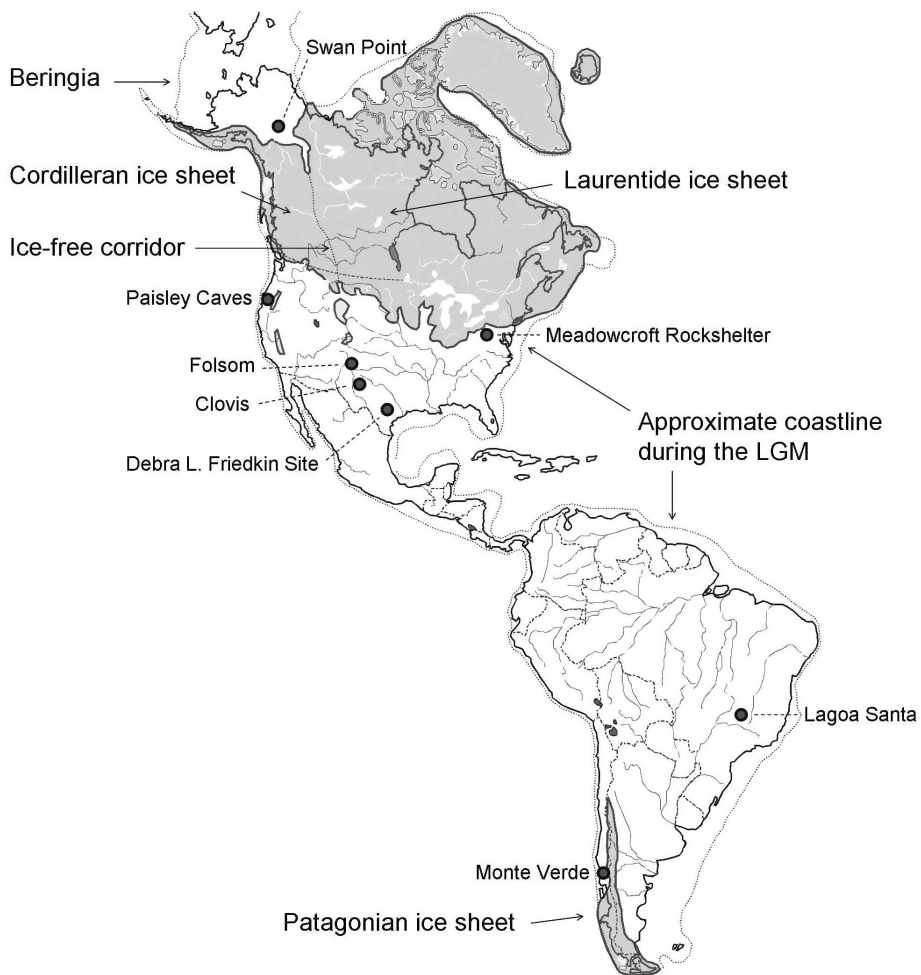 Swan Point
Beringia
Cordilleran ice sheet
Laurentide ice sheet
Ice-free corridor
Paisley Caves
Meadowcroft Rockshelter
Folsom
Clovis
Approximate coastline
during the LGM
Debra L. Friedkin Site
Lagoa Santa
Monte Verde
Patagonian ice sheet